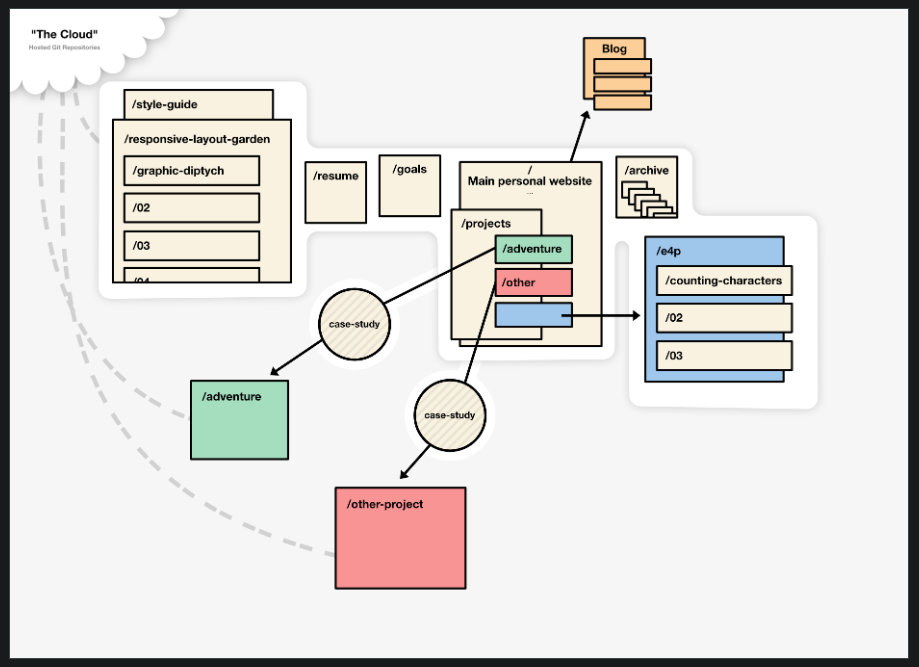 "The Cloud"
Hosted Git Repositories
Blog
/style-guide
/responsive-layout-garden
/graphic-diptych
/02
/03
/04
/resume
/goals
/
Main personal website
...
/projects
/adventure
/other
/archive
/e4p
/counting-characters
/02
/03
case-study
/adventure
case-study
/other-project